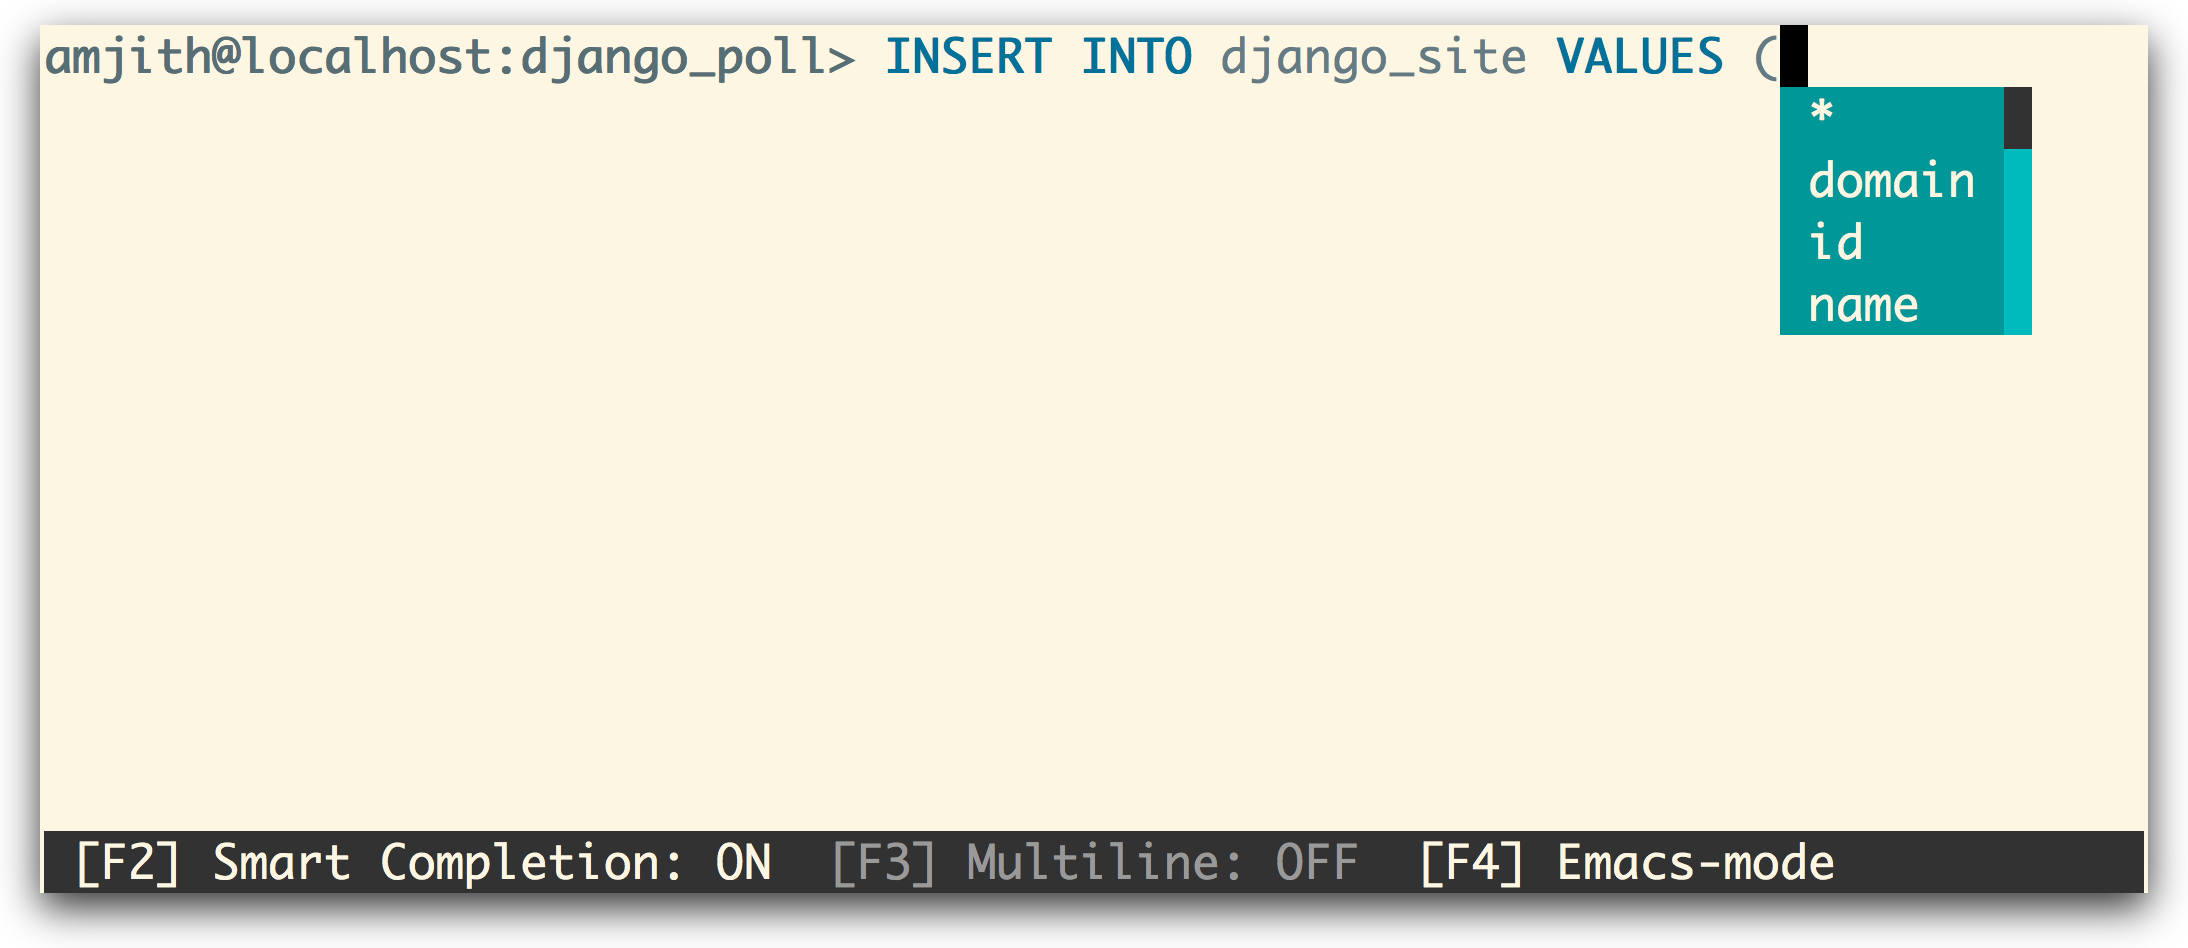 amjith@localhost:django_poll> INSERT INTO django_site VALUES (
*
domain
id
name
[F2] Smart Completion: ON [F3] Multiline: OFF [F4] Emacs-mode